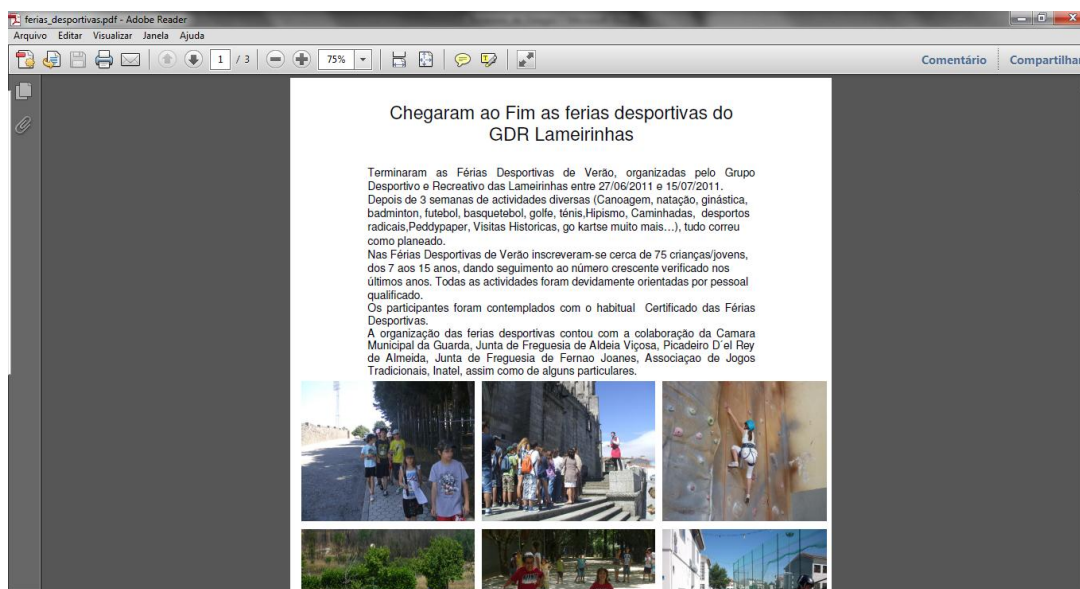 ferias_desportivas.pdf - Adobe Reader
Arquivo Editar Visualizar Janela Ajuda
1 / 3 75% Comentário Compartilhar
Chegaram ao Fim as ferias desportivas do
GDR Lameirinhas
Terminaram as Férias Desportivas de Verão, organizadas pelo Grupo
Desportivo e Recreativo das Lameirinhas entre 27/06/2011 e 15/07/2011.
Depois de 3 semanas de actividades diversas (Canoagem, natação, ginástica,
badminton, futebol, basquetebol, golfe, ténis,Hipismo, Caminhadas, desportos
radicais,Peddypaper, Visitas Historicas, go kartse muito mais...), tudo correu
como planeado.
Nas Férias Desportivas de Verão inscreveram-se cerca de 75 crianças/jovens,
dos 7 aos 15 anos, dando seguimento ao número crescente verificado nos
últimos anos. Todas as actividades foram devidamente orientadas por pessoal
qualificado.
Os participantes foram contemplados com o habitual Certificado das Férias
Desportivas.
A organização das ferias desportivas contou com a colaboração da Camara
Municipal da Guarda, Junta de Freguesia de Aldeia Viçosa, Picadeiro D´el Rey
de Almeida, Junta de Freguesia de Fernao Joanes, Associaçao de Jogos
Tradicionais, Inatel, assim como de alguns particulares.